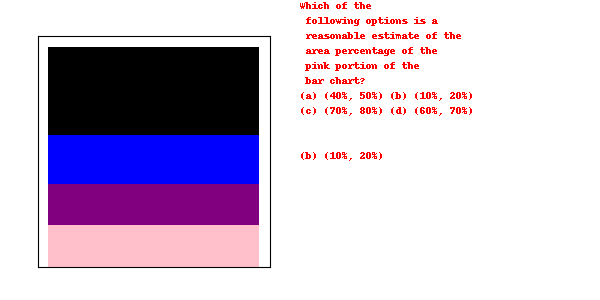 Which of the
following options is a
reasonable estimate of the
area percentage of the
pink portion of the
bar chart?
(a) (40%, 50%) (b) (10%, 20%)
(c) (70%, 80%) (d) (60%, 70%)
(b) (10%, 20%)